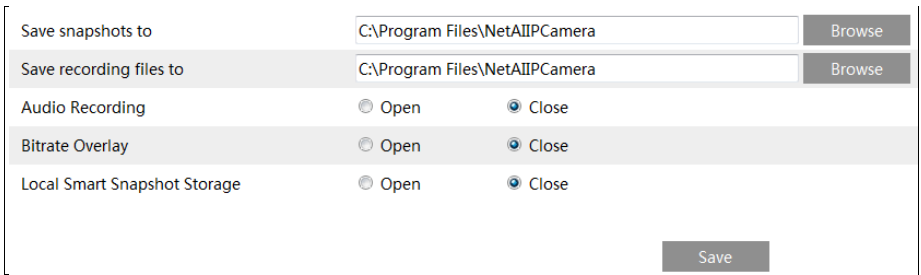 Save snapshots to C:\Program Files\NetAIIPCamera Browse
Save recording files to C:\Program Files\NetAIIPCamera Browse
Audio Recording Open Close
Bitrate Overlay Open Close
Local Smart Snapshot Storage Open Close
Save